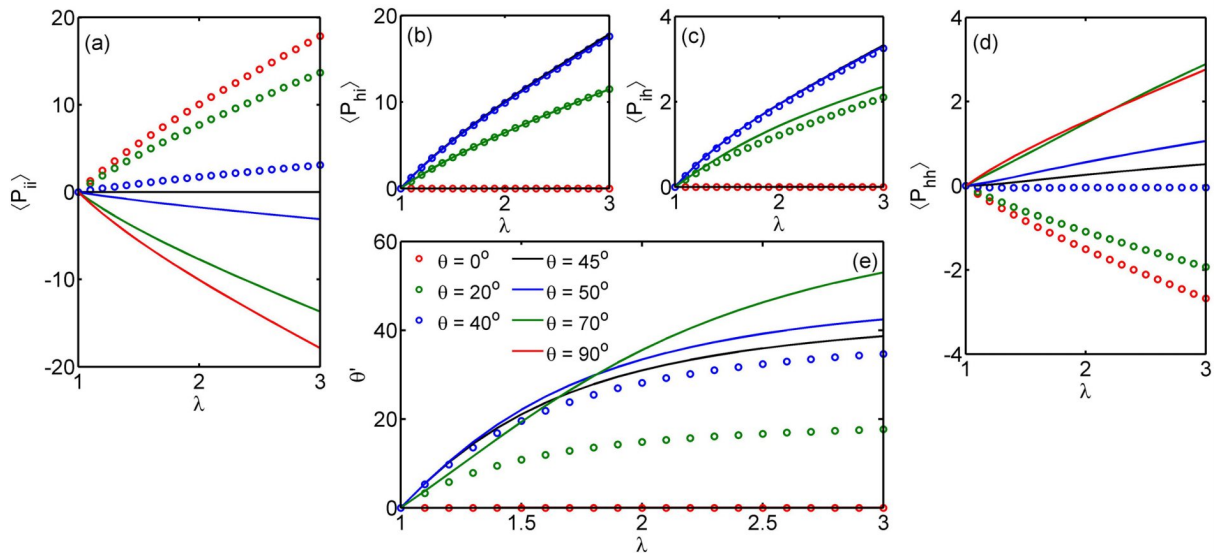 (a)
20
10
0
-10
-20
1
2
3
λ
⟨P_ii⟩
(b)
20
10
0
1
2
3
λ
⟨P_hi⟩
(c)
4
2
0
1
2
3
λ
⟨P_ih⟩
(d)
4
2
0
-2
-4
1
2
3
λ
⟨P_hh⟩
(e)
60
40
20
0
1
1.5
2
2.5
3
λ
θ'
θ = 0°
θ = 20°
θ = 40°
θ = 45°
θ = 50°
θ = 70°
θ = 90°